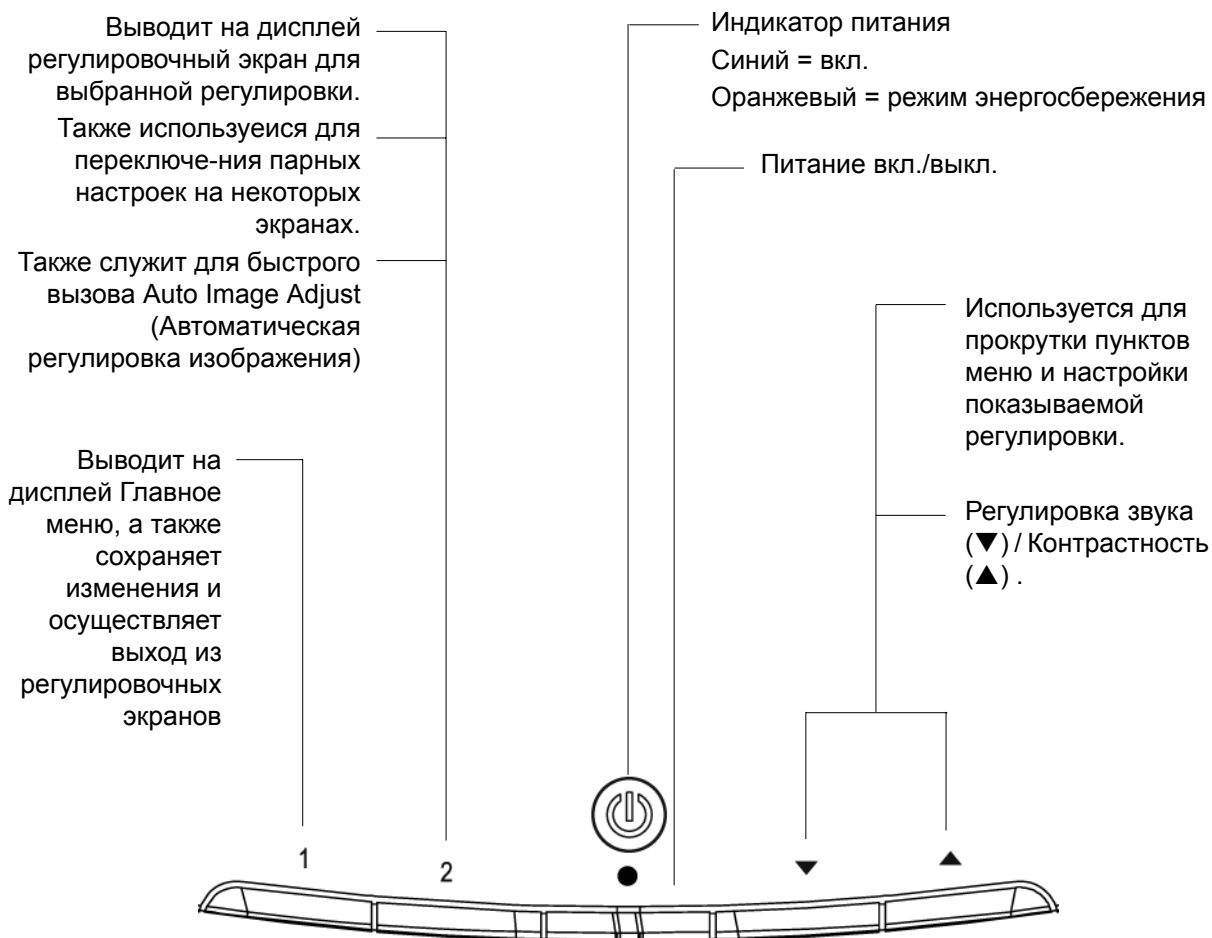 Выводит на дисплей
регулировочный экран для
выбранной регулировки.
Также используеися для
переключе-ния парных
настроек на некоторых
экранах.
Также служит для быстрого
вызова Auto Image Adjust
(Автоматическая
регулировка изображения)
Выводит на
дисплей Главное
меню, а также
сохраняет
изменения и
осуществляет
выход из
регулировочных
экранов
Индикатор питания
Синий = вкл.
Оранжевый = режим энергосбережения
Питание вкл./выкл.
Используется для
прокрутки пунктов
меню и настройки
показываемой
регулировки.
Регулировка звука
(▼) / Контрастность
(▲) .
1
2
▼
▲